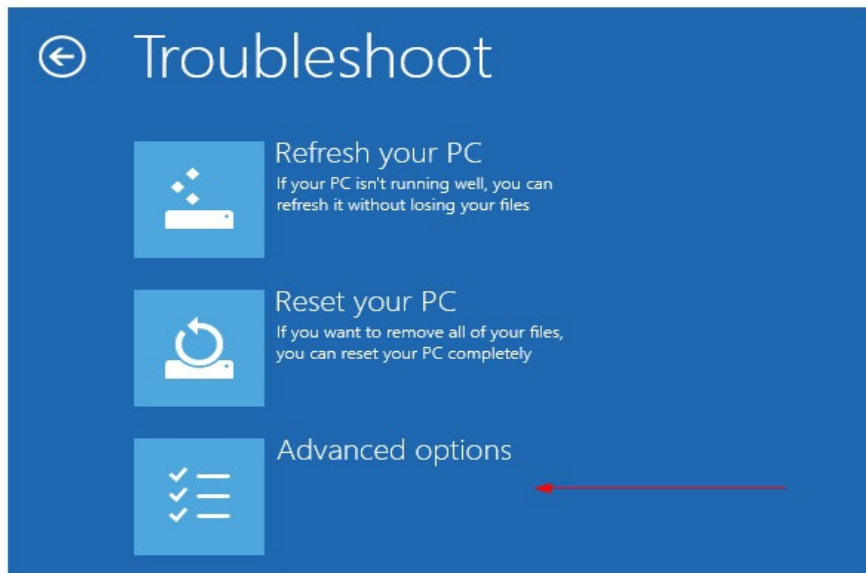 Troubleshoot
Refresh your PC
If your PC isn't running well, you can
refresh it without losing your files
Reset your PC
If you want to remove all of your files,
you can reset your PC completely
Advanced options